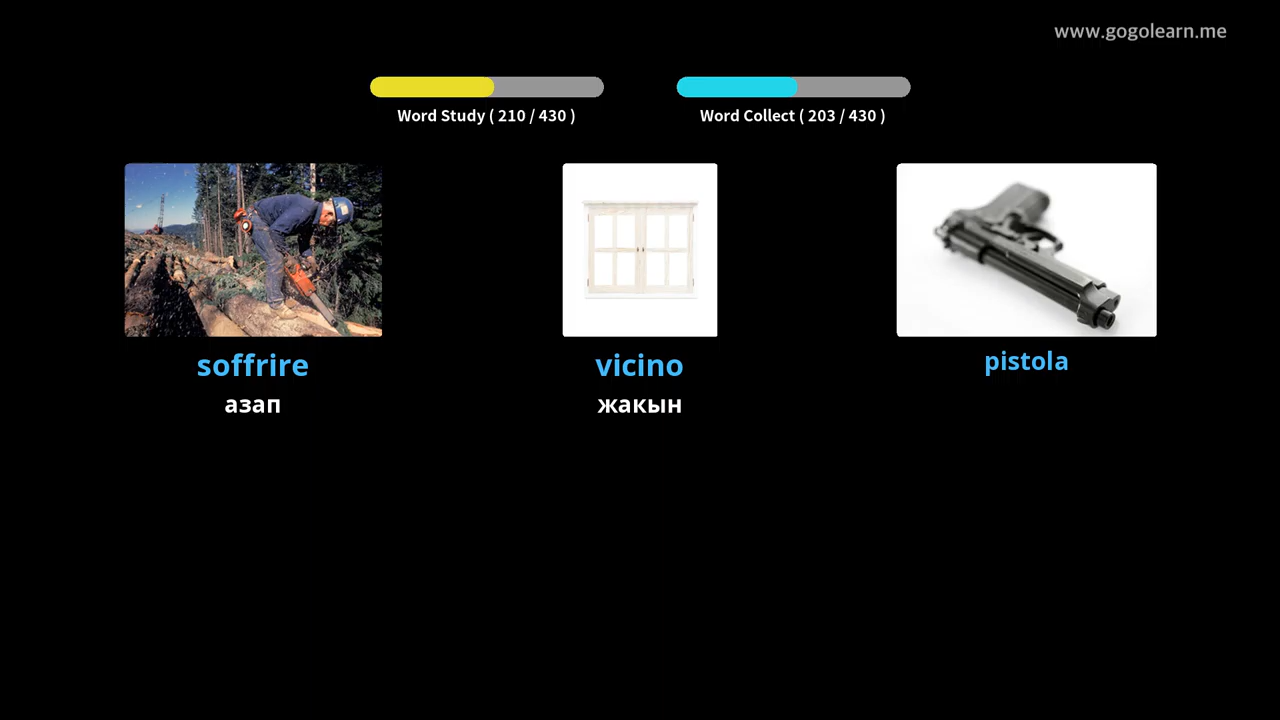 www.gogolearn.me
Word Study ( 210 / 430 )
Word Collect ( 203 / 430 )
soffrire
vicino
pistola
азап
жакын